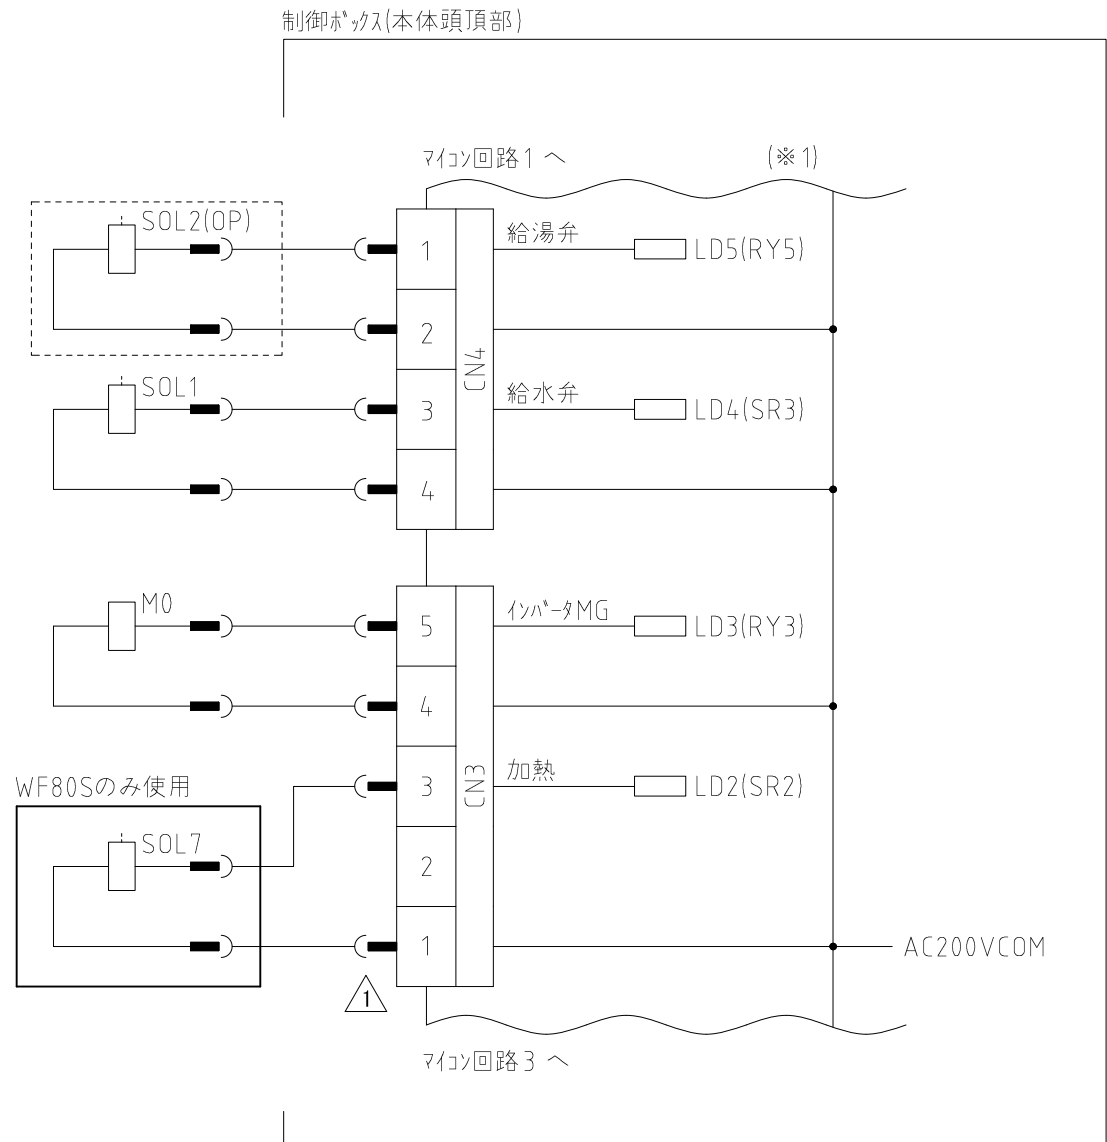 制御ﾎﾞｯｸｽ(本体頭頂部)
ﾏｲｺﾝ回路1 へ
(※1)
SOL2(OP)
1
給湯弁
LD5(RY5)
2
CN4
SOL1
3
給水弁
LD4(SR3)
4
M0
5
ｲﾝﾊﾞｰﾀMG
LD3(RY3)
4
WF80Sのみ使用
3
CN3
加熱
LD2(SR2)
SOL7
2
1
AC200VCOM
1
ﾏｲｺﾝ回路3 へ